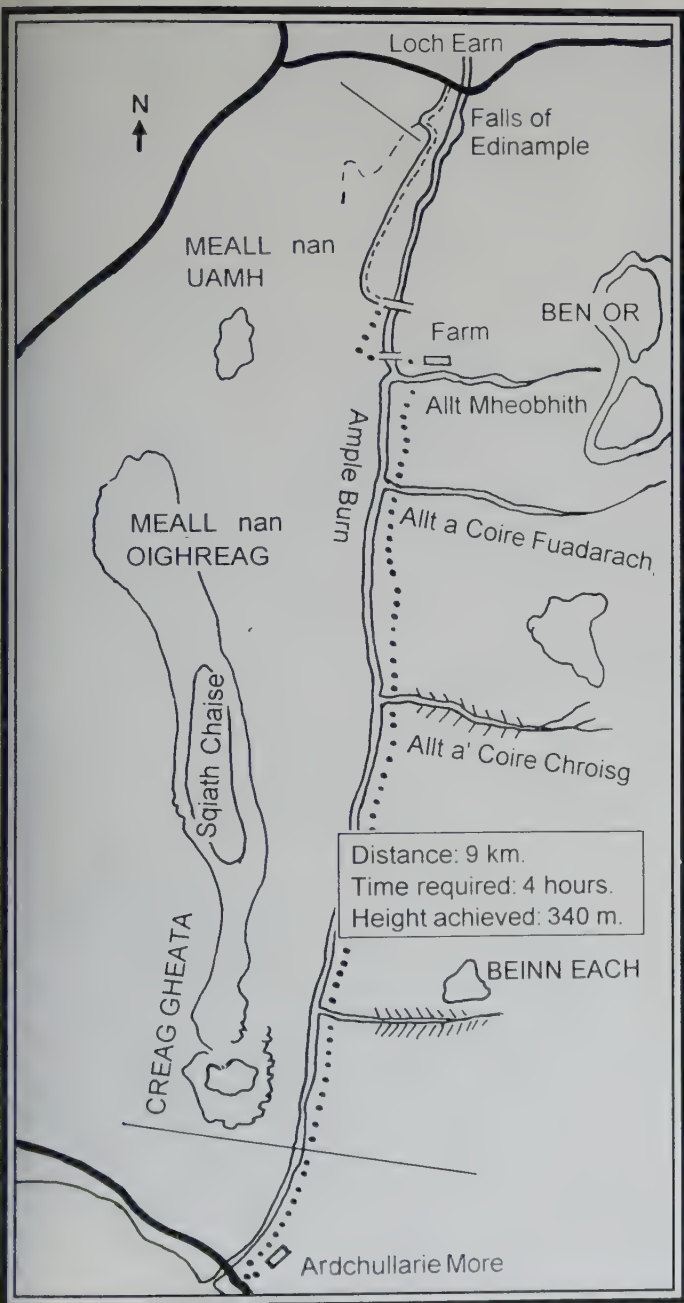 Loch Earn
N
Falls of
Edinample
MEALL nan
UAMH
BEN OR
Farm
Allt Mheobhith
Ample Burn
MEALL nan
OIGHREAG
Allt a Coire Fuadarach
Sqiath Chaise
Allt a' Coire Chroisg
Distance: 9 km.
Time required: 4 hours.
Height achieved: 340 m.
BEINN EACH
CREAG GHEATA
Ardchullarie More